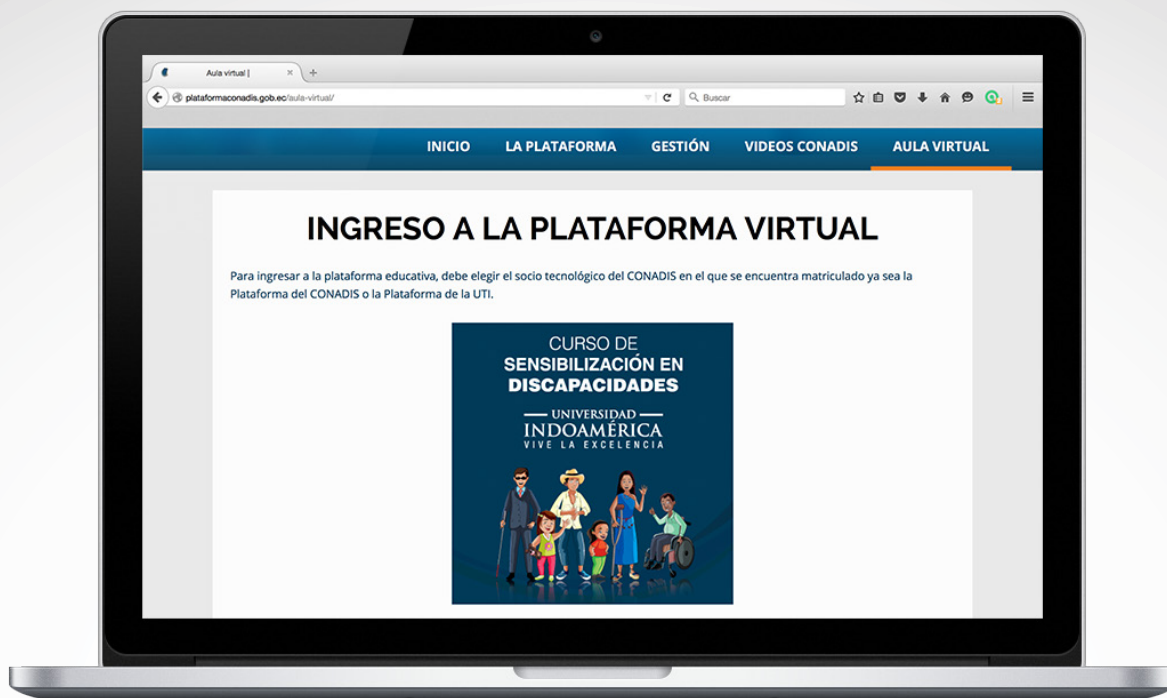 Aula virtual |
plataformaconadis.gob.ec/aula-virtual/
Buscar
INICIO LA PLATAFORMA GESTIÓN VIDEOS CONADIS AULA VIRTUAL
INGRESO A LA PLATAFORMA VIRTUAL
Para ingresar a la plataforma educativa, debe elegir el socio tecnológico del CONADIS en el que se encuentra matriculado ya sea la
Plataforma del CONADIS o la Plataforma de la UTI.
CURSO DE
SENSIBILIZACIÓN EN
DISCAPACIDADES
UNIVERSIDAD
INDOAMÉRICA
VIVE LA EXCELENCIA